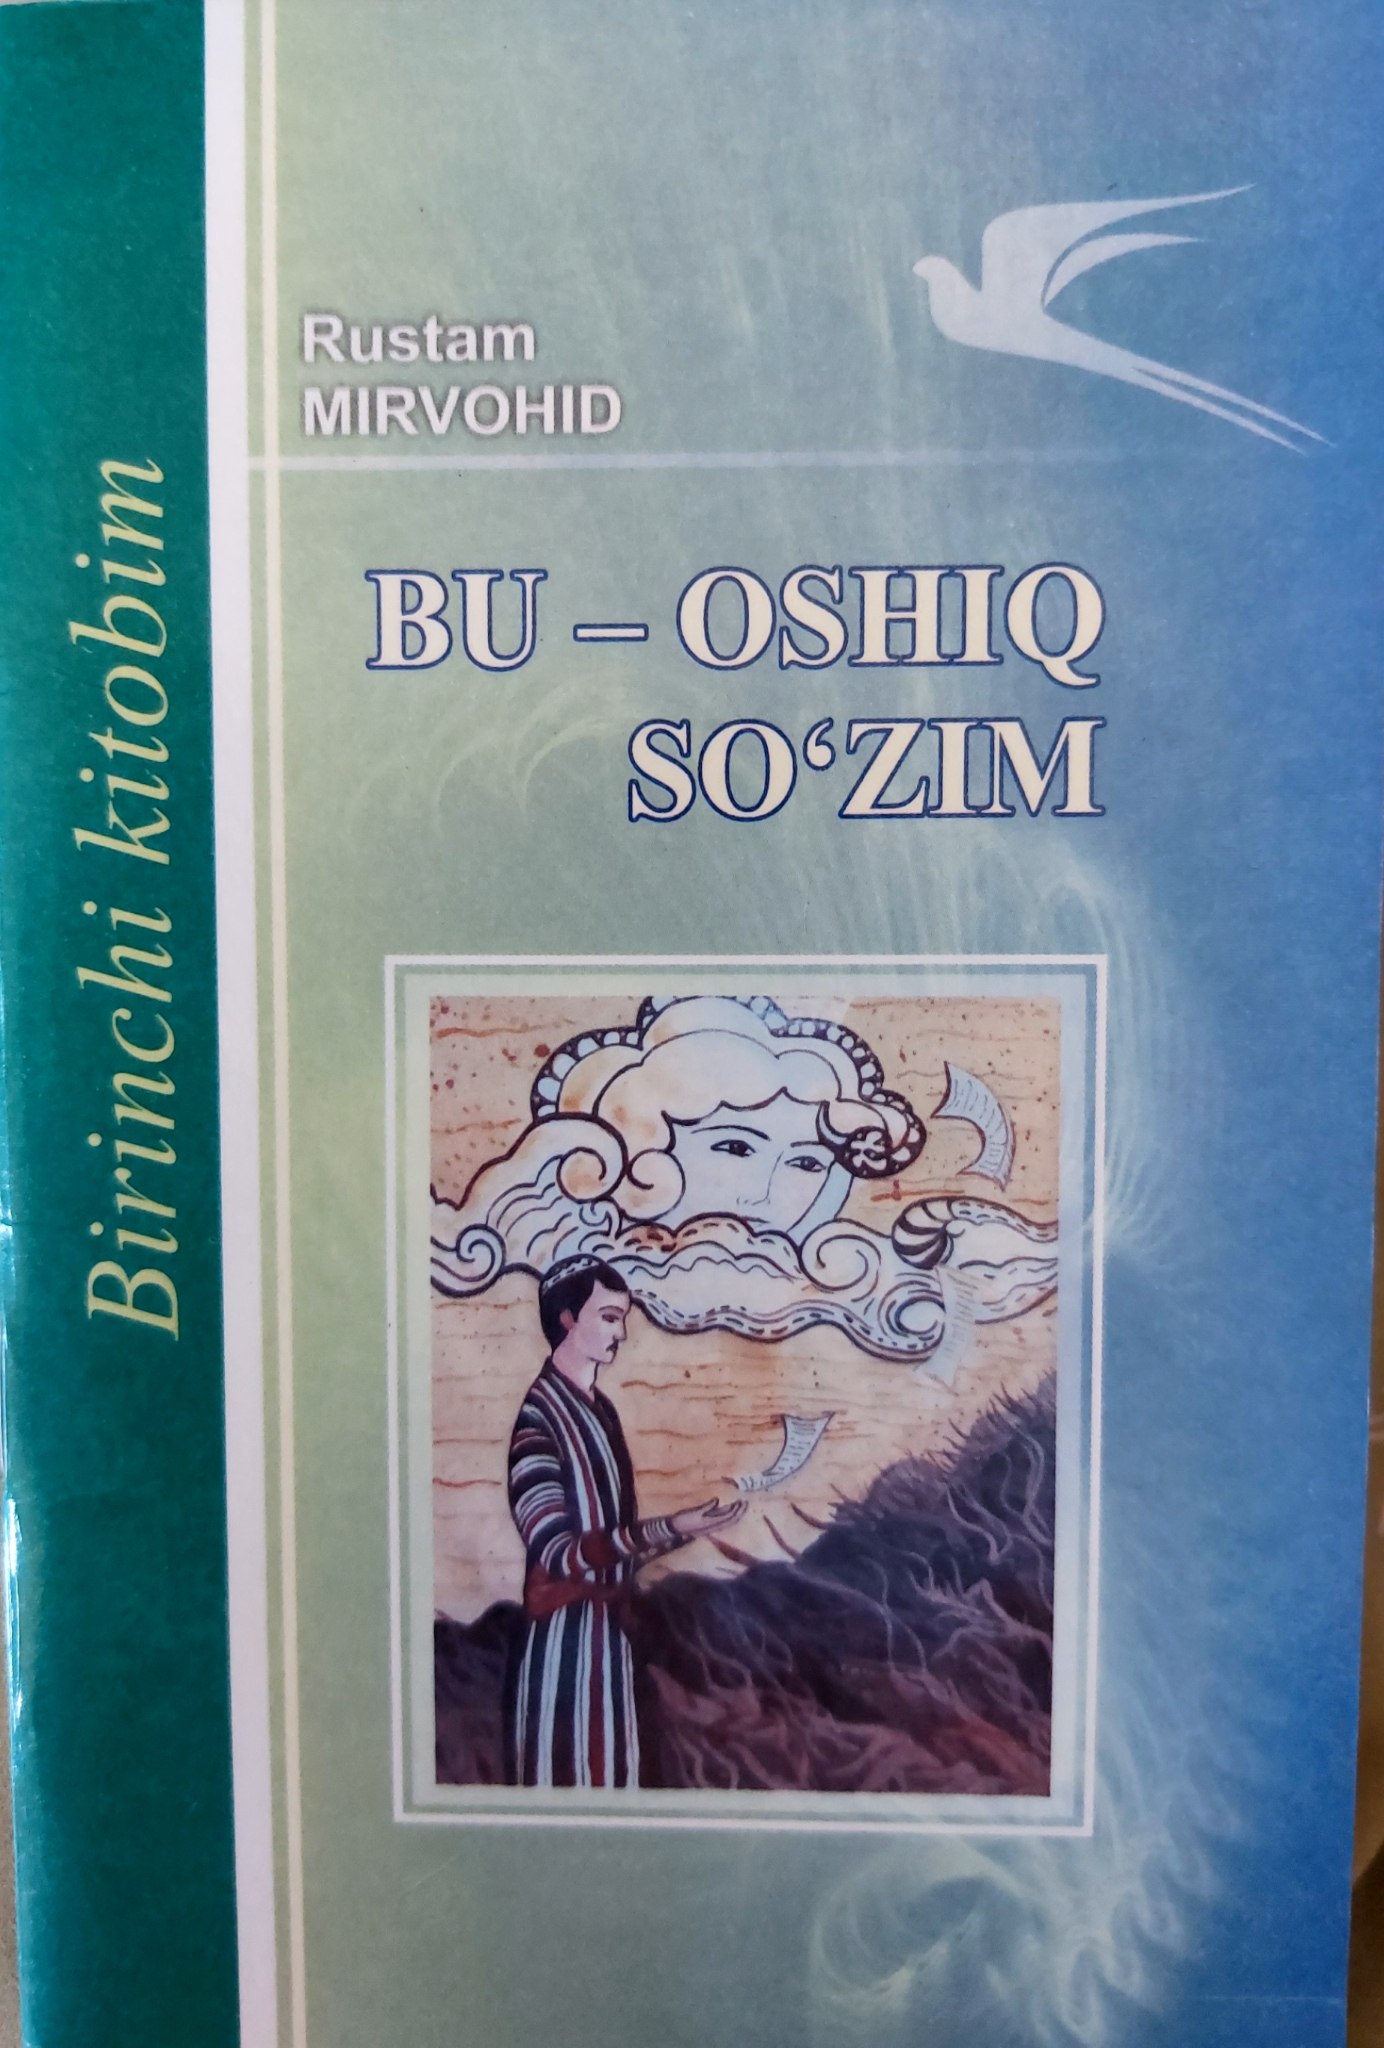 Rustam
MIRVOHID
BU – OSHIQ
SO‘ZIM
Birinchi kitobim